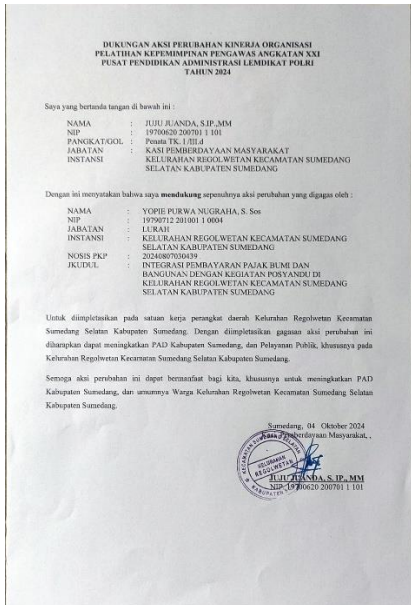 DUKUNGAN AKSI PERUBAHAN KINERJA ORGANISASI
PELATIHAN KEPEMIMPINAN PENGAWAS ANGKATAN XXI
PUSAT PENDIDIKAN ADMINISTRASI LEMDIKAT POLRI
TAHUN 2024
Saya yang bertanda tangan di bawah ini :
NAMA : JUJU JUANDA, S.IP.,MM
NIP : 19700620 200701 1 101
PANGKAT/GOL : Penata TK. 1/III.d
JABATAN : KASI PEMBERDAYAAN MASYARAKAT
INSTANSI KELURAHAN REGOLWETAN KECAMATAN SUMEDANG
SELATAN KABUPATEN SUMEDANG
Dengan ini menyatakan bahwa saya mendukung sepenuhnya aksi perubahan yang digagas oleh :
NAMA : YOPIE PURWA NUGRAHA, S. Sos
NIP : 19790712 201001 1 0004
JABATAN : LURAH
INSTANSI : KELURAHAN REGOLWETAN KECAMATAN SUMEDANG
SELATAN KABUPATEN SUMEDANG
NOSIS PKP : 20240807030439
JKUDUL : INTEGRASI PEMBAYARAN PAJAK BUMI DAN
BANGUNAN DENGAN KEGIATAN POSYANDU DI
KELURAHAN REGOLWETAN KECAMATAN SUMEDANG
SELATAN KABUPATEN SUMEDANG
Untuk diimpletasikan pada satuan kerja perangkat daerah Kelurahan Regolwetan Kecamatan
Sumedang Selatan Kabupaten Sumedang. Dengan diimpletasikan gagasan aksi perubahan ini
diharapkan dapat meningkatkan PAD Kabupaten Sumedang, dan Pelayanan Publik, khususnya pada
Kelurahan Regolwetan Kecamatan Sumedang Selatan Kabupaten Sumedang.
Semoga aksi perubahan ini dapat bermanfaat bagi kita, khususnya untuk meningkatkan PAD
Kabupaten Sumedang, dan umumnya Warga Kelurahan Regolwetan Kecamatan Sumedang Selatan
Kabupaten Sumedang.
Sumedang, 04 Oktober 2024
Pemberdayaan Masyarakat, ,
KECAMATAN SUMEDANG SELATAN
KELURAHAN
REGOLWETAN
KABUPATEN
JUJU JUANDA, S. IP., MM
NIP. 19700620 200701 1 101